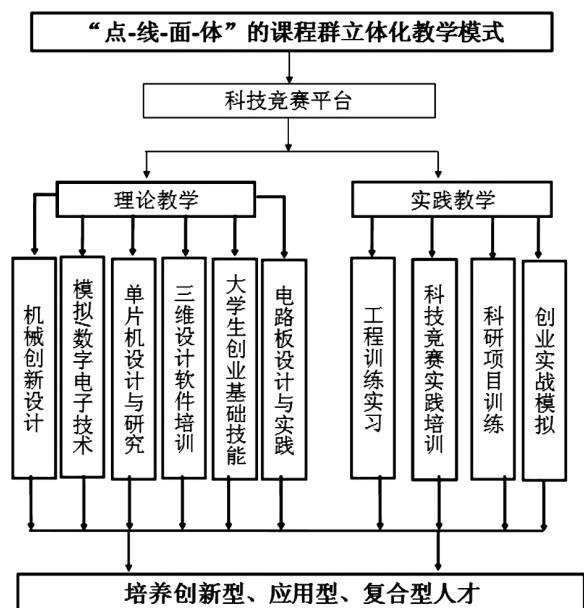 “点-线-面-体”的课程群立体化教学模式
科技竞赛平台
理论教学
实践教学
机械创新设计
模拟/数字电子技术
单片机设计与研究
三维设计软件培训
大学生创业基础技能
电路板设计与实践
工程训练实习
科技竞赛实践培训
科研项目训练
创业实战模拟
培养创新型、应用型、复合型人才